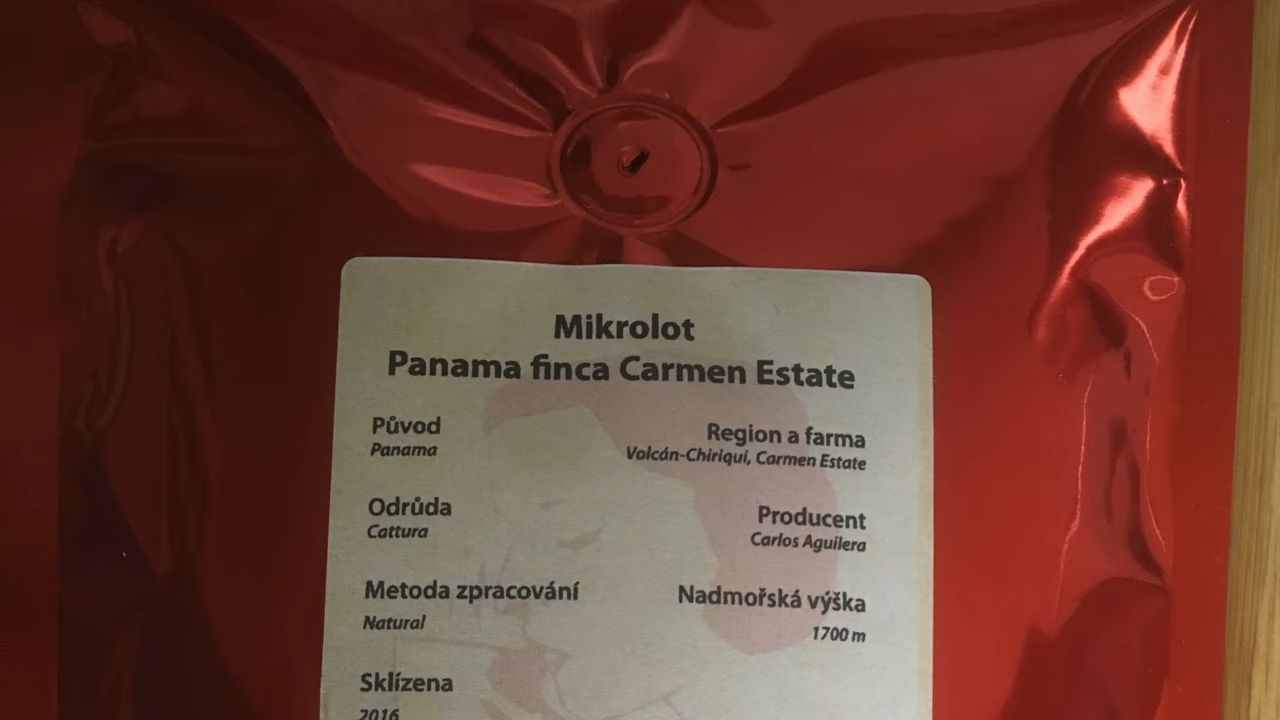 Mikrolot
Panama finca Carmen Estate
Původ
Panama
Region a farma
Volcán-Chiriqui, Carmen Estate
Odrůda
Cattura
Producent
Carlos Aguilera
Metoda zpracování
Natural
Nadmořská výška
1700 m
Sklízena
2016